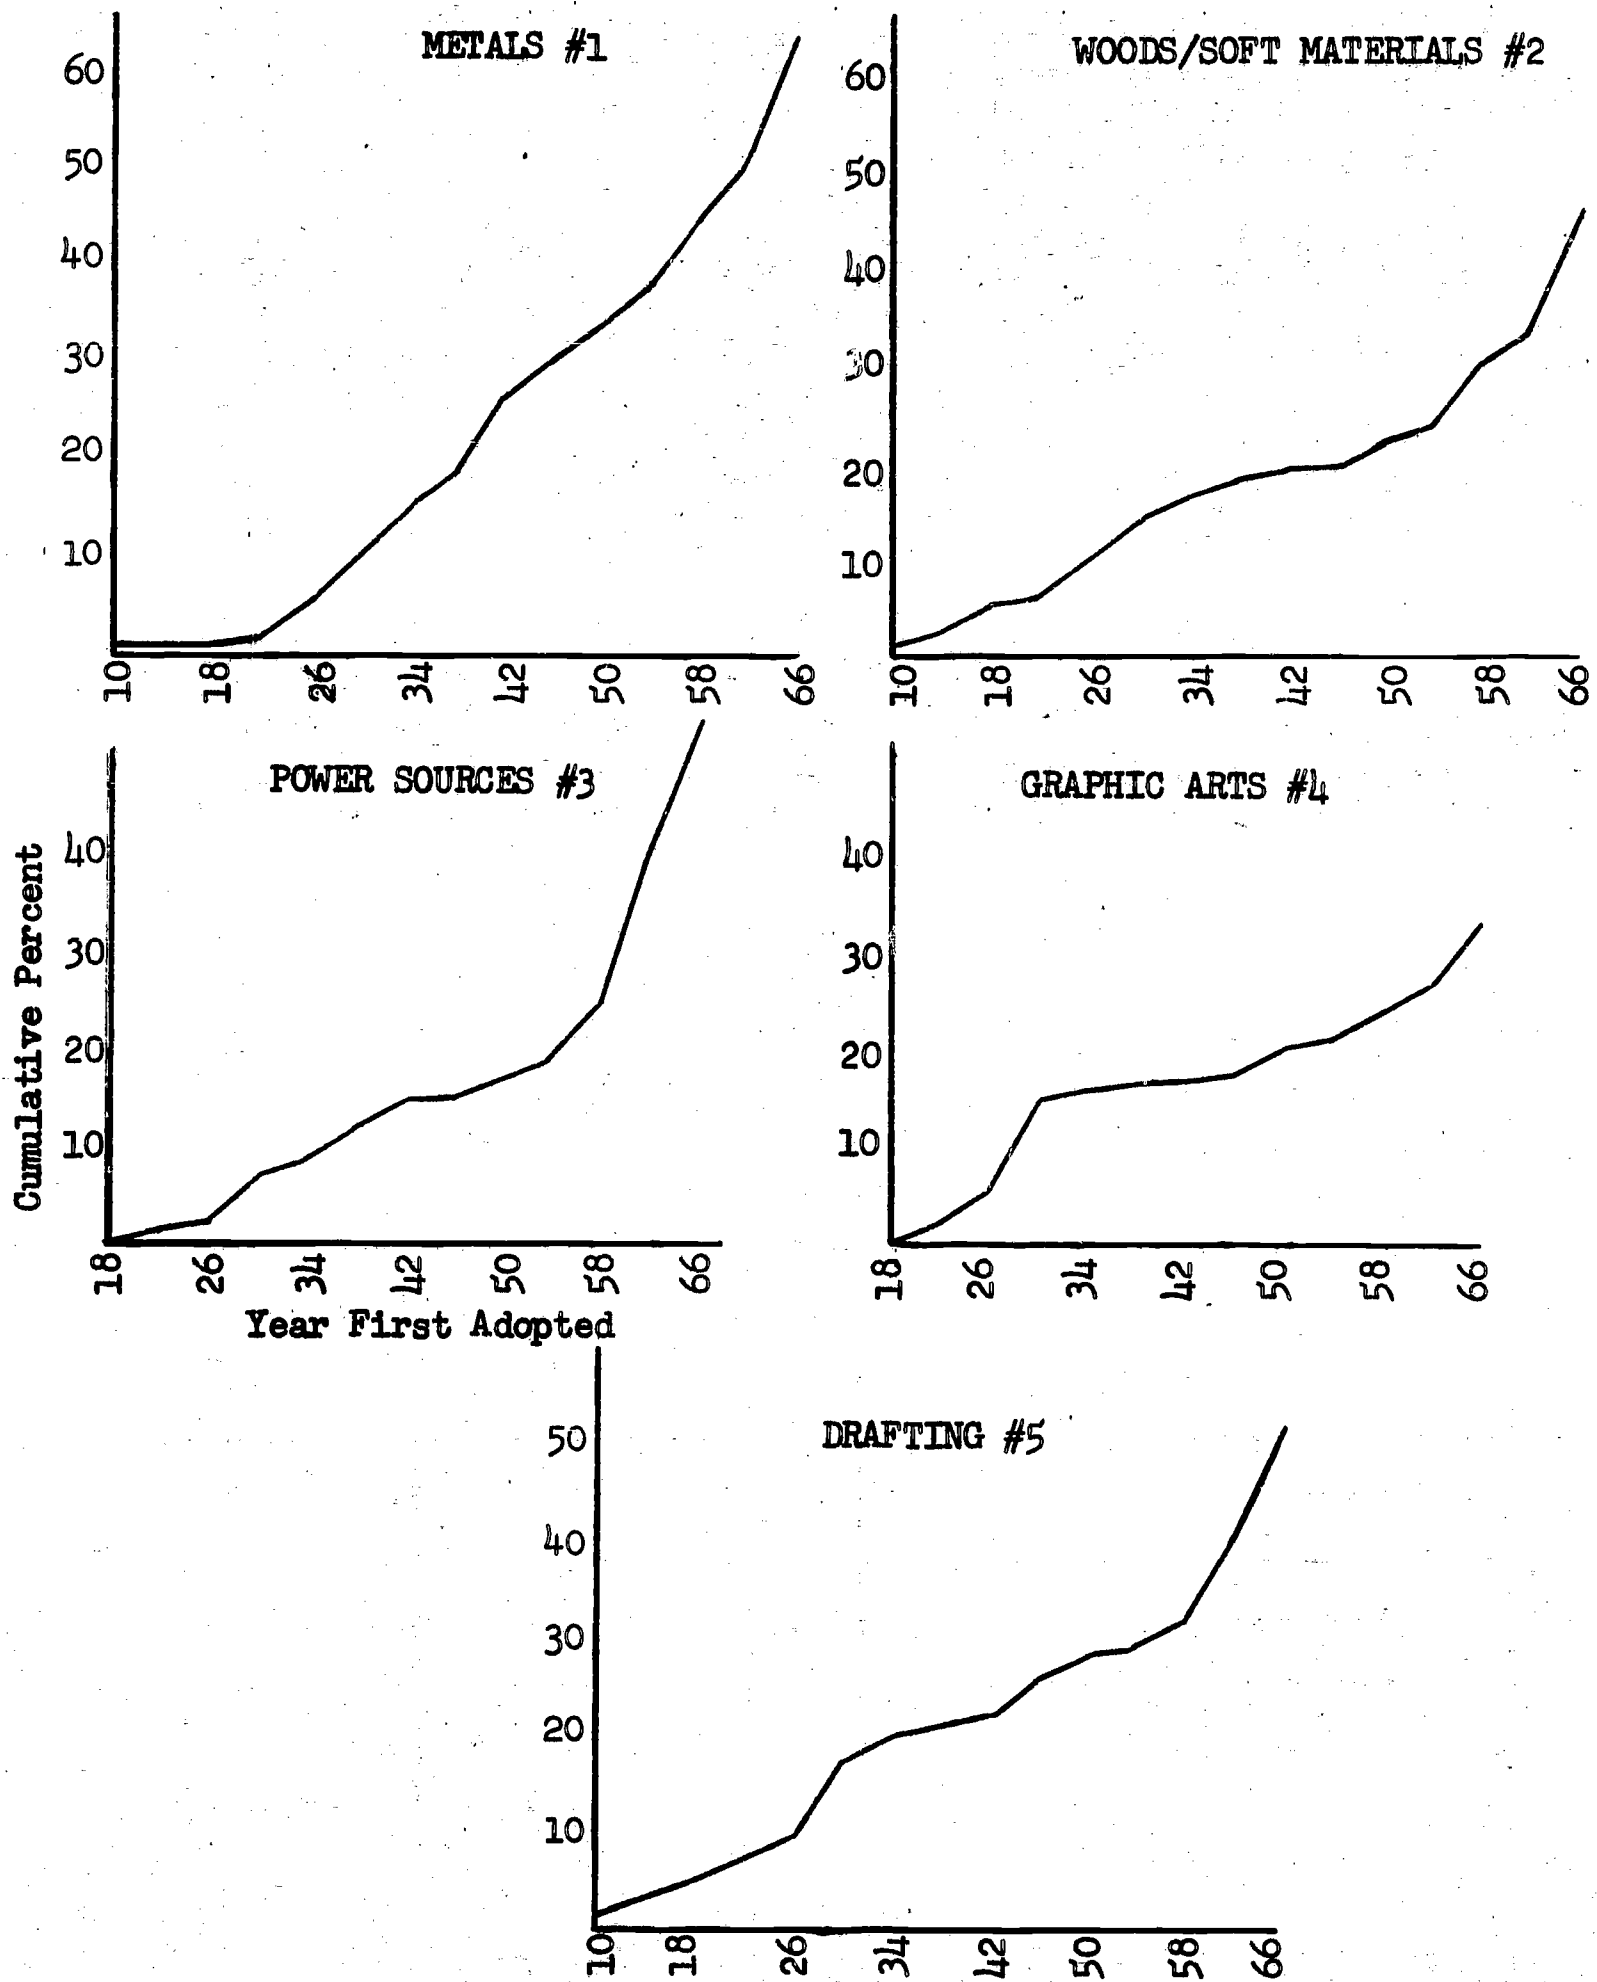 METALS #1
60
50
40
30
20
10
10 18 26 34 42 50 58 66
WOODS/SOFT MATERIALS #2
60
50
40
30
20
10
10 18 26 34 42 50 58 66
POWER SOURCES #3
Cumulative Percent
40
30
20
10
18 26 34 42 50 58 66
Year First Adopted
GRAPHIC ARTS #4
40
30
20
10
18 26 34 42 50 58 66
DRAFTING #5
50
40
30
20
10
10 18 26 34 42 50 58 66